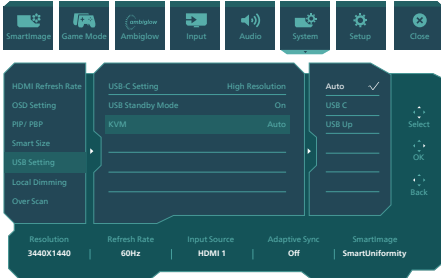 SmartImage
Game Mode
ambiglow
Ambiglow
Input
Audio
System
Setup
Close
HDMI Refresh Rate
OSD Setting
PIP/ PBP
Smart Size
USB Setting
Local Dimming
Over Scan
USB-C Setting High Resolution
USB Standby Mode On
KVM Auto
Auto
USB C
USB Up
Select
OK
Back
Resolution Refresh Rate Input Source Adaptive Sync SmartImage
3440X1440 | 60Hz | HDMI 1 | Off | SmartUniformity